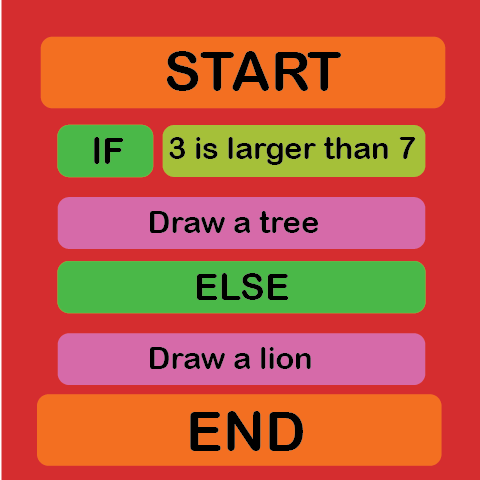 START
IF 3 is larger than 7
Draw a tree
ELSE
Draw a lion
END